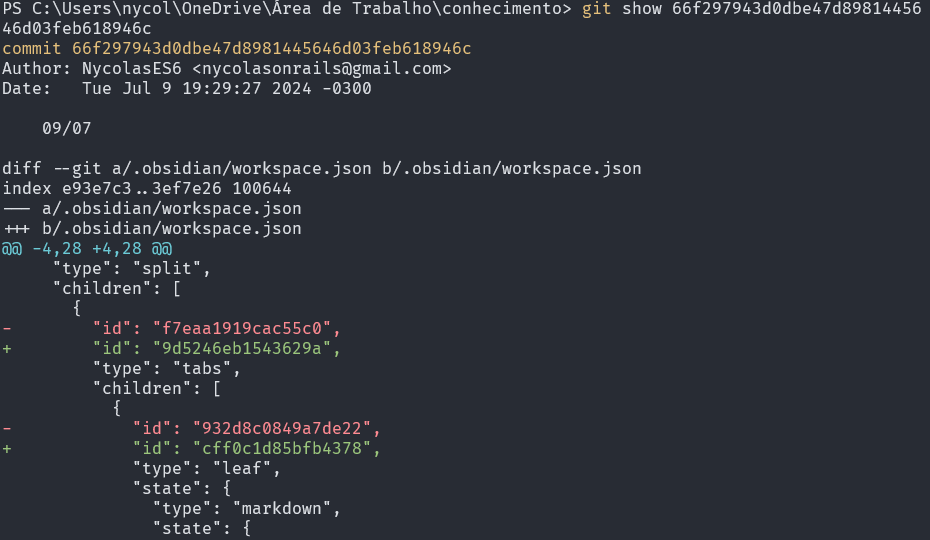 PS C:\Users\nycol\OneDrive\Área de Trabalho\conhecimento> git show 66f297943d0dbe47d89814456
46d03feb618946c
commit 66f297943d0dbe47d8981445646d03feb618946c
Author: NycolasES6 <nycolasonrails@gmail.com>
Date:   Tue Jul 9 19:29:27 2024 -0300

    09/07

diff --git a/.obsidian/workspace.json b/.obsidian/workspace.json
index e93e7c3..3ef7e26 100644
--- a/.obsidian/workspace.json
+++ b/.obsidian/workspace.json
@@ -4,28 +4,28 @@
     "type": "split",
     "children": [
       {
-        "id": "f7eaa1919cac55c0",
+        "id": "9d5246eb1543629a",
         "type": "tabs",
         "children": [
           {
-            "id": "932d8c0849a7de22",
+            "id": "cff0c1d85bfb4378",
             "type": "leaf",
             "state": {
               "type": "markdown",
               "state": {